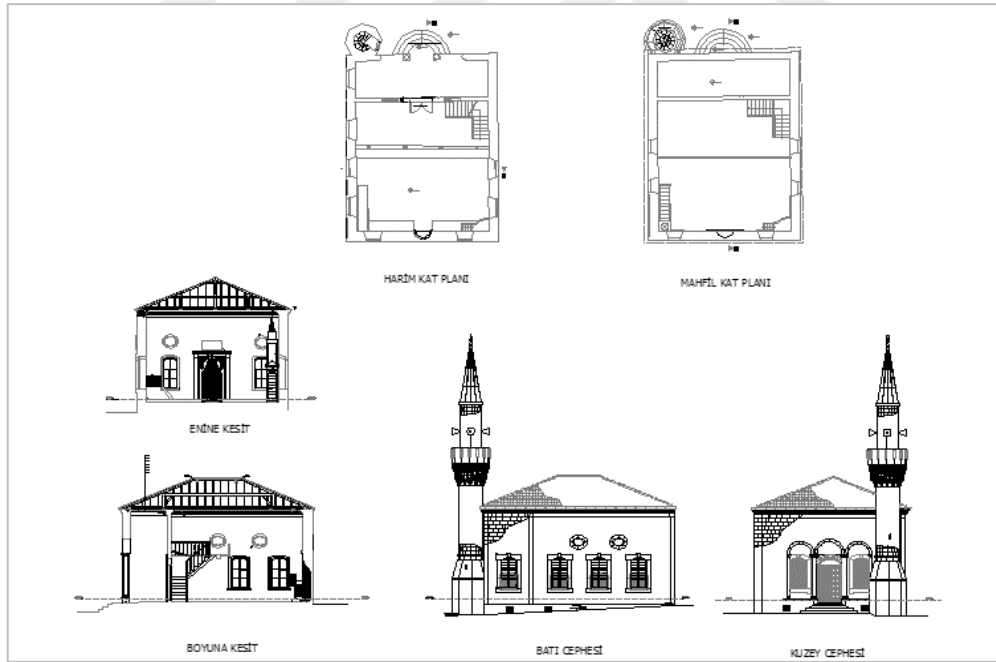 HARİM KAT PLANI
MAHFİL KAT PLANI
ENİNE KESİT
BOYUNA KESİT
BATI CEPHESİ
KUZEY CEPHESİ